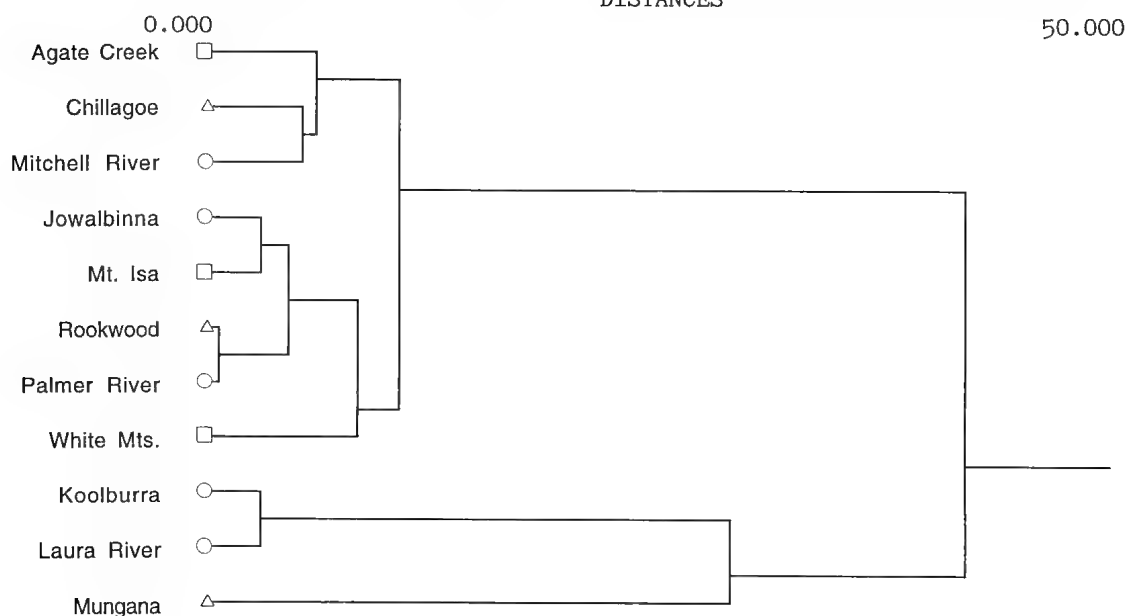 DISTANCES
0.000 50.000
Agate Creek
Chillagoe
Mitchell River
Jowalbinna
Mt. Isa
Rookwood
Palmer River
White Mts.
Koolburra
Laura River
Mungana